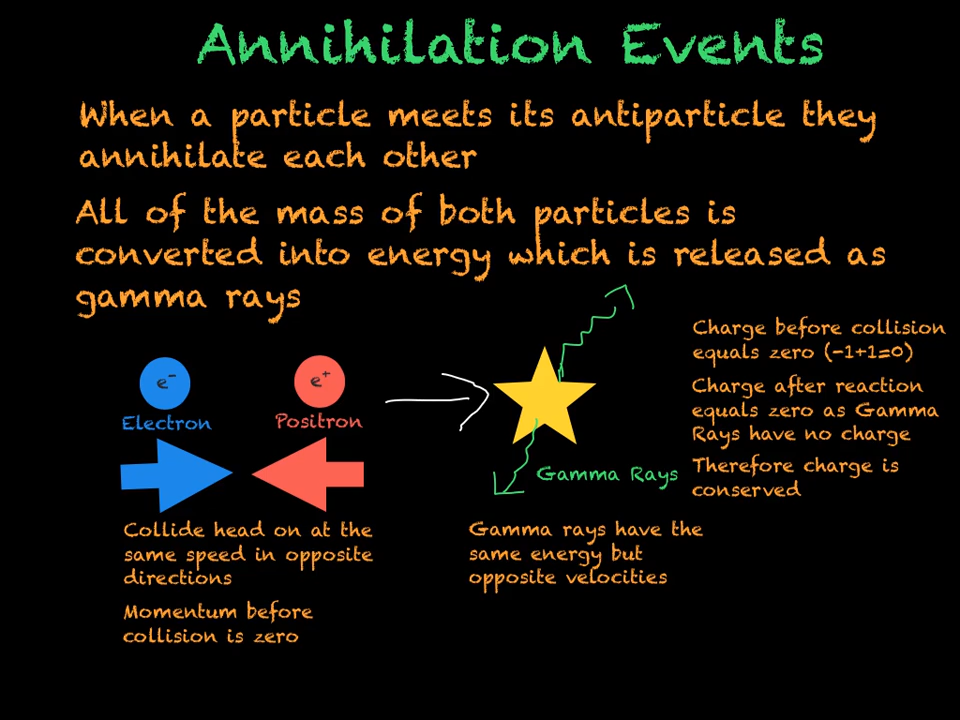 Annihilation Events
When a particle meets its antiparticle they
annihilate each other
All of the mass of both particles is
converted into energy which is released as
gamma rays
e⁻
Electron
e⁺
Positron
Collide head on at the
same speed in opposite
directions
Momentum before
collision is zero
Gamma Rays
Gamma rays have the
same energy but
opposite velocities
Charge before collision
equals zero (-1+1=0)
Charge after reaction
equals zero as Gamma
Rays have no charge
Therefore charge is
conserved